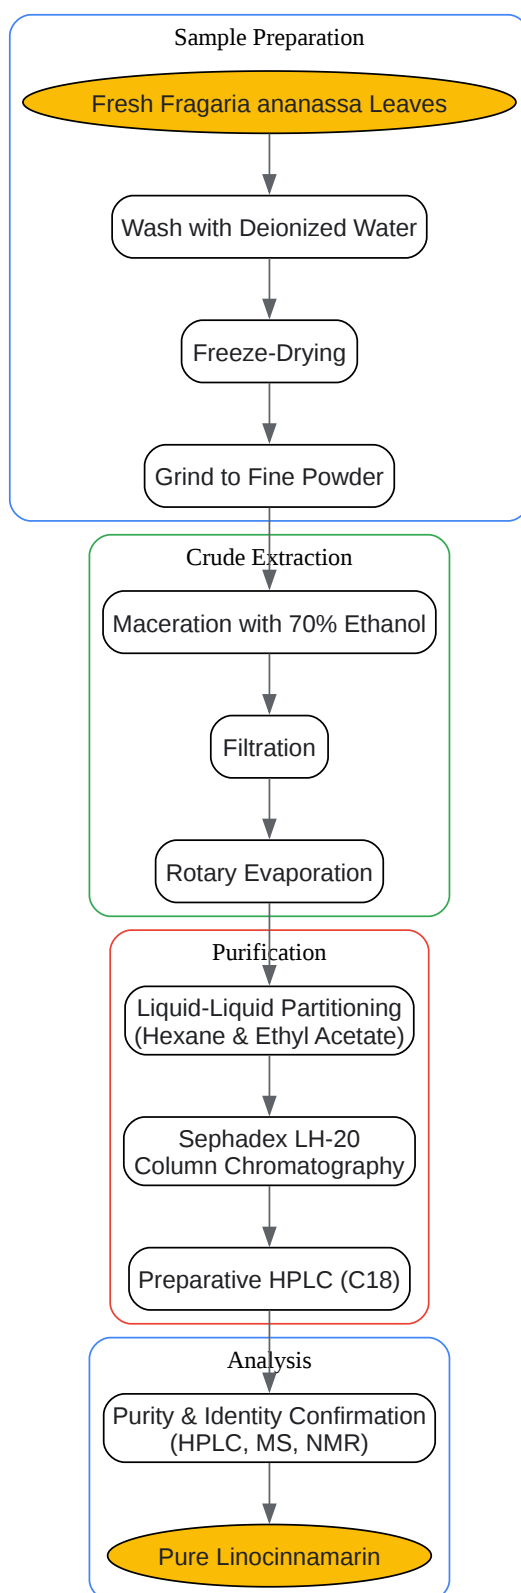 Sample Preparation
Fresh Fragaria ananassa Leaves
Wash with Deionized Water
Freeze-Drying
Grind to Fine Powder
Crude Extraction
Maceration with 70% Ethanol
Filtration
Rotary Evaporation
Purification
Liquid-Liquid Partitioning
(Hexane & Ethyl Acetate)
Sephadex LH-20
Column Chromatography
Preparative HPLC (C18)
Analysis
Purity & Identity Confirmation
(HPLC, MS, NMR)
Pure Linocinnamarin